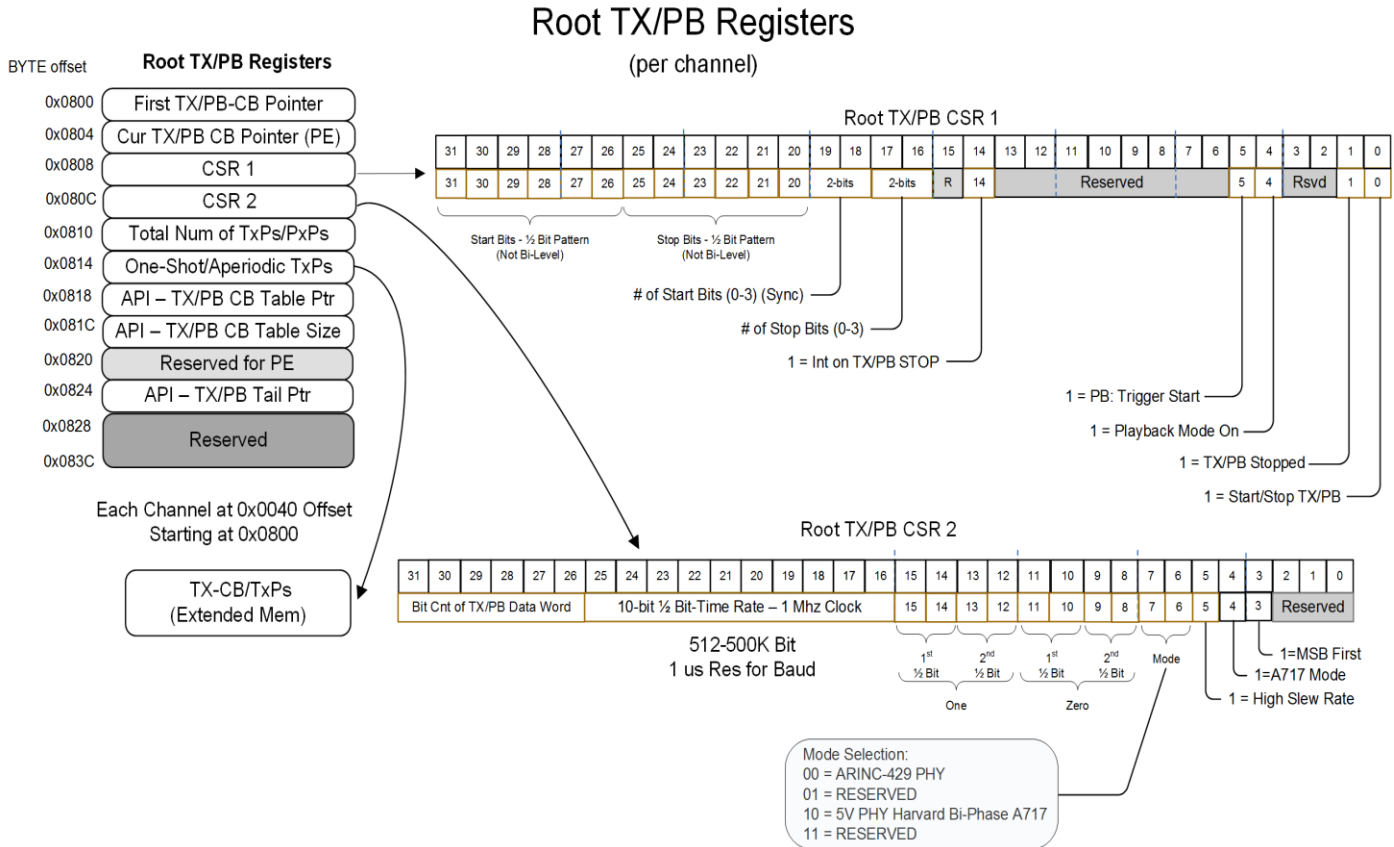 Root TX/PB Registers
(per channel)
BYTE offset
Root TX/PB Registers
0x0800
First TX/PB-CB Pointer
0x0804
Cur TX/PB CB Pointer (PE)
0x0808
CSR 1
0x080C
CSR 2
0x0810
Total Num of TxPs/PxPs
0x0814
One-Shot/Aperiodic TxPs
0x0818
API – TX/PB CB Table Ptr
0x081C
API – TX/PB CB Table Size
0x0820
Reserved for PE
0x0824
API – TX/PB Tail Ptr
0x0828
Reserved
0x083C
Each Channel at 0x0040 Offset
Starting at 0x0800
TX-CB/TxPs
(Extended Mem)
Root TX/PB CSR 1
31 30 29 28 27 26 25 24 23 22 21 20 19 18 17 16 15 14 13 12 11 10 9 8 7 6 5 4 3 2 1 0
31 30 29 28 27 26 25 24 23 22 21 20 2-bits 2-bits R 14 Reserved 5 4 Rsvd 1 0
Start Bits - ½ Bit Pattern
(Not Bi-Level)
Stop Bits - ½ Bit Pattern
(Not Bi-Level)
# of Start Bits (0-3) (Sync)
# of Stop Bits (0-3)
1 = Int on TX/PB STOP
1 = PB: Trigger Start
1 = Playback Mode On
1 = TX/PB Stopped
1 = Start/Stop TX/PB
Root TX/PB CSR 2
31 30 29 28 27 26 25 24 23 22 21 20 19 18 17 16 15 14 13 12 11 10 9 8 7 6 5 4 3 2 1 0
Bit Cnt of TX/PB Data Word 10-bit ½ Bit-Time Rate – 1 Mhz Clock 15 14 13 12 11 10 9 8 7 6 5 4 3 Reserved
512-500K Bit
1 us Res for Baud
1st ½ Bit
2nd ½ Bit
1st ½ Bit
2nd ½ Bit
Mode
One
Zero
1=MSB First
1=A717 Mode
1 = High Slew Rate
Mode Selection:
00 = ARINC-429 PHY
01 = RESERVED
10 = 5V PHY Harvard Bi-Phase A717
11 = RESERVED